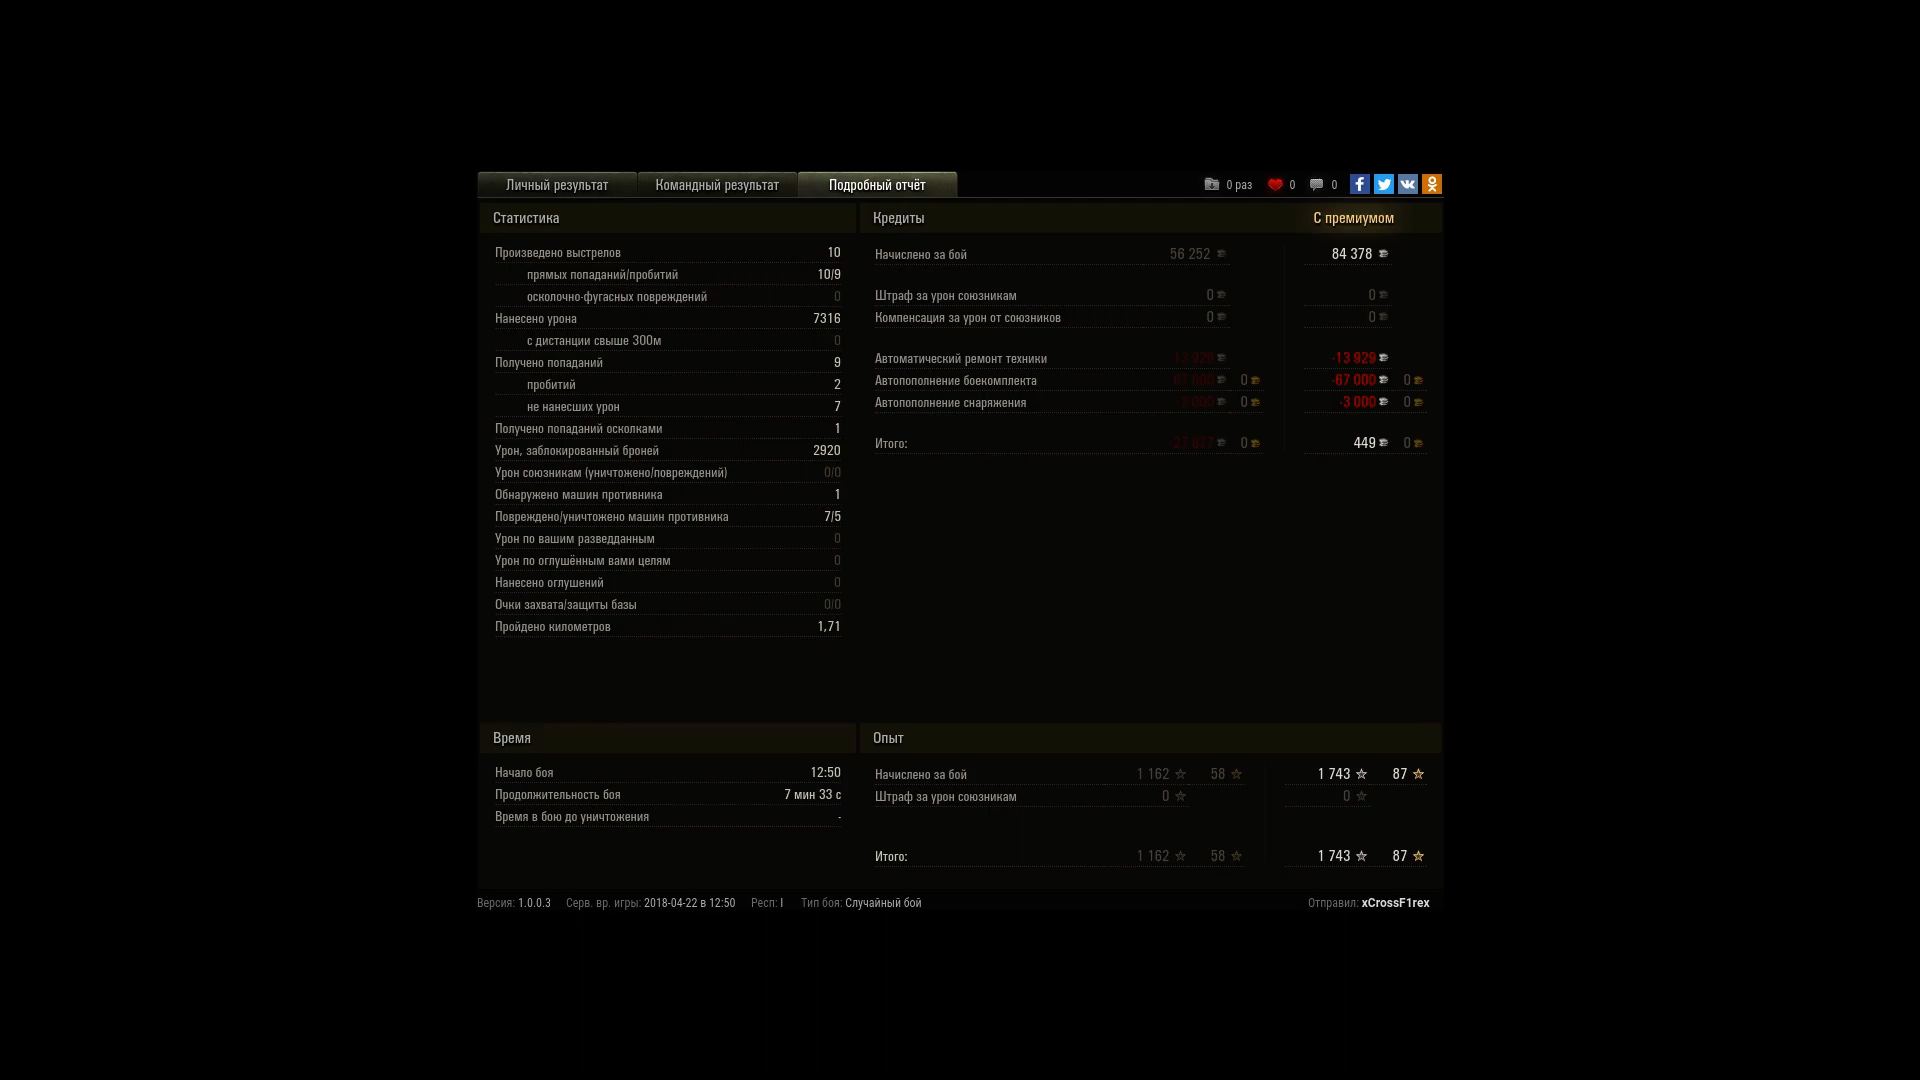 Личный результат Командный результат Подробный отчёт 0 раз 0 0
Статистика
Произведено выстрелов 10
прямых попаданий/пробитий 10/9
осколочно-фугасных повреждений 0
Нанесено урона 7316
с дистанции свыше 300м 0
Получено попаданий 9
пробитий 2
не нанесших урон 7
Получено попаданий осколками 1
Урон, заблокированный броней 2920
Урон союзникам (уничтожено/повреждений) 0/0
Обнаружено машин противника 1
Повреждено/уничтожено машин противника 7/5
Урон по вашим разведданным 0
Урон по оглушённым вами целям 0
Нанесено оглушений 0
Очки захвата/защиты базы 0/0
Пройдено километров 1,71
Кредиты С премиумом
Начислено за бой 56 252 84 378
Штраф за урон союзникам 0 0
Компенсация за урон от союзников 0 0
Автоматический ремонт техники -13 929 -13 929
Автопополнение боекомплекта -67 000 0 -67 000 0
Автопополнение снаряжения -3 000 0 -3 000 0
Итого: -27 677 0 449 0
Время
Начало боя 12:50
Продолжительность боя 7 мин 33 с
Время в бою до уничтожения -
Опыт
Начислено за бой 1 162 58 1 743 87
Штраф за урон союзникам 0 0
Итого: 1 162 58 1 743 87
Версия: 1.0.0.3 Серв. вр. игры: 2018-04-22 в 12:50 Респ: I Тип боя: Случайный бой Отправил: xCrossF1rex